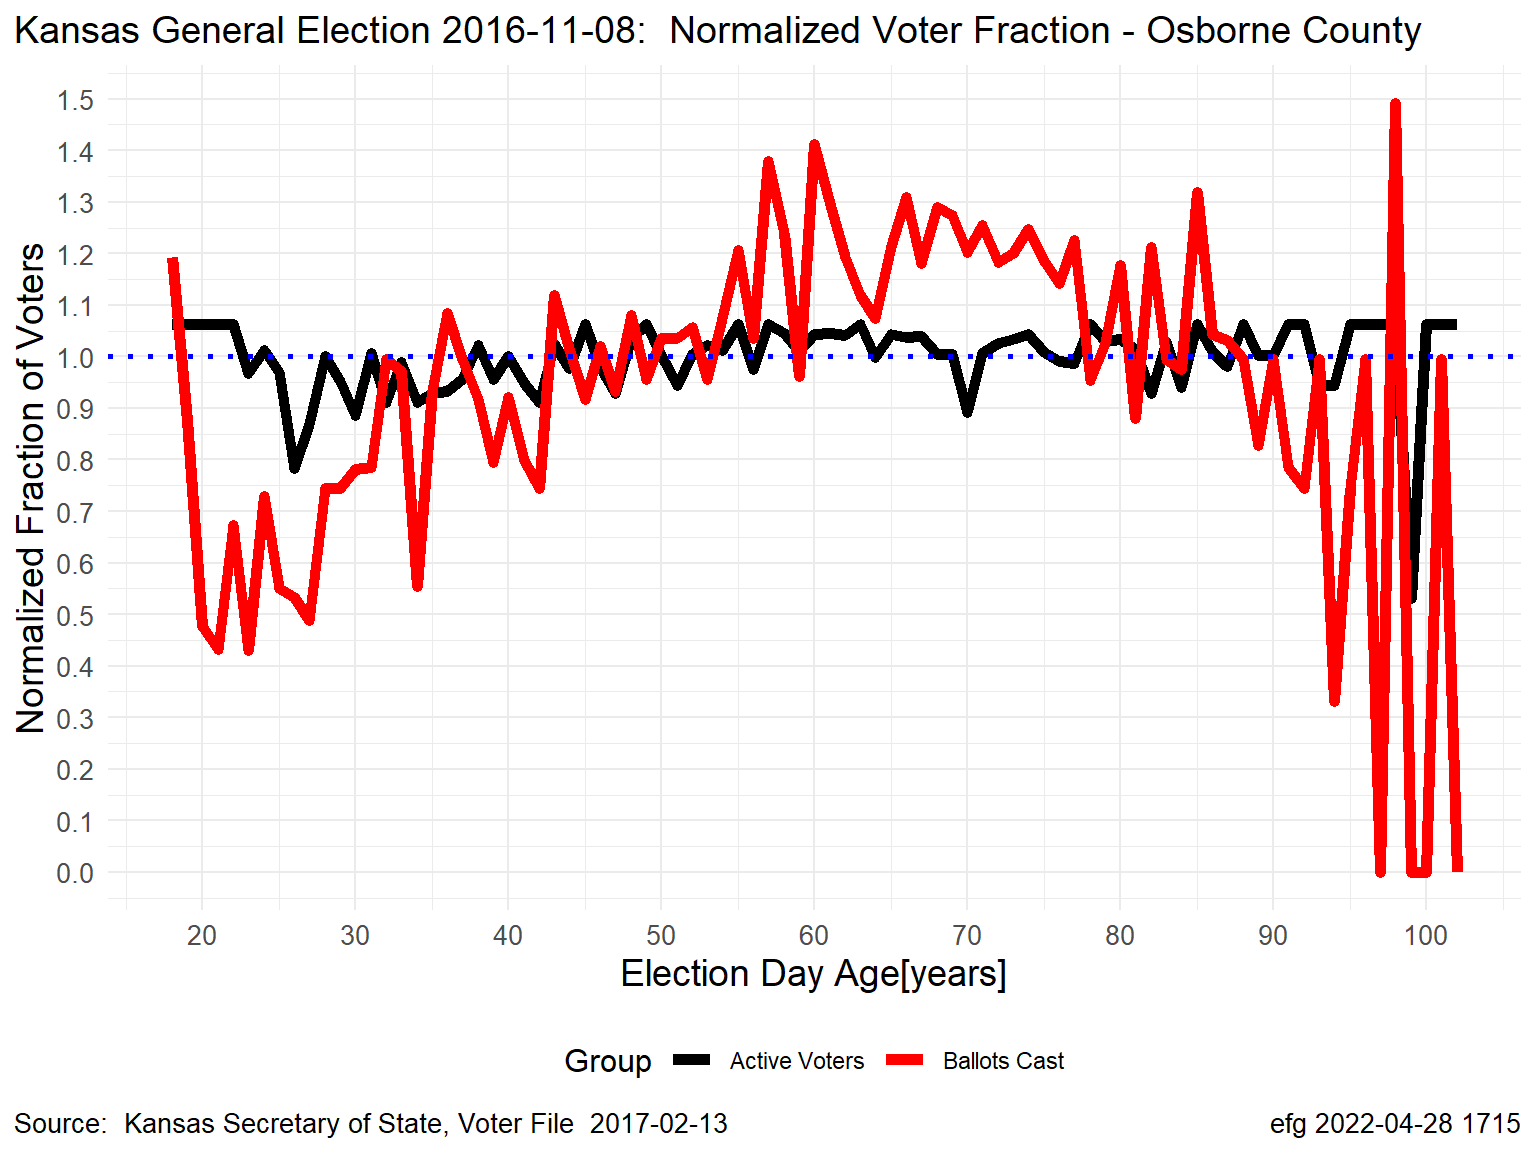 Kansas General Election 2016-11-08:  Normalized Voter Fraction - Osborne County
Normalized Fraction of Voters
1.5
1.4
1.3
1.2
1.1
1.0
0.9
0.8
0.7
0.6
0.5
0.4
0.3
0.2
0.1
0.0
20 30 40 50 60 70 80 90 100
Election Day Age[years]
Group Active Voters Ballots Cast
Source:  Kansas Secretary of State, Voter File  2017-02-13
efg 2022-04-28 1715